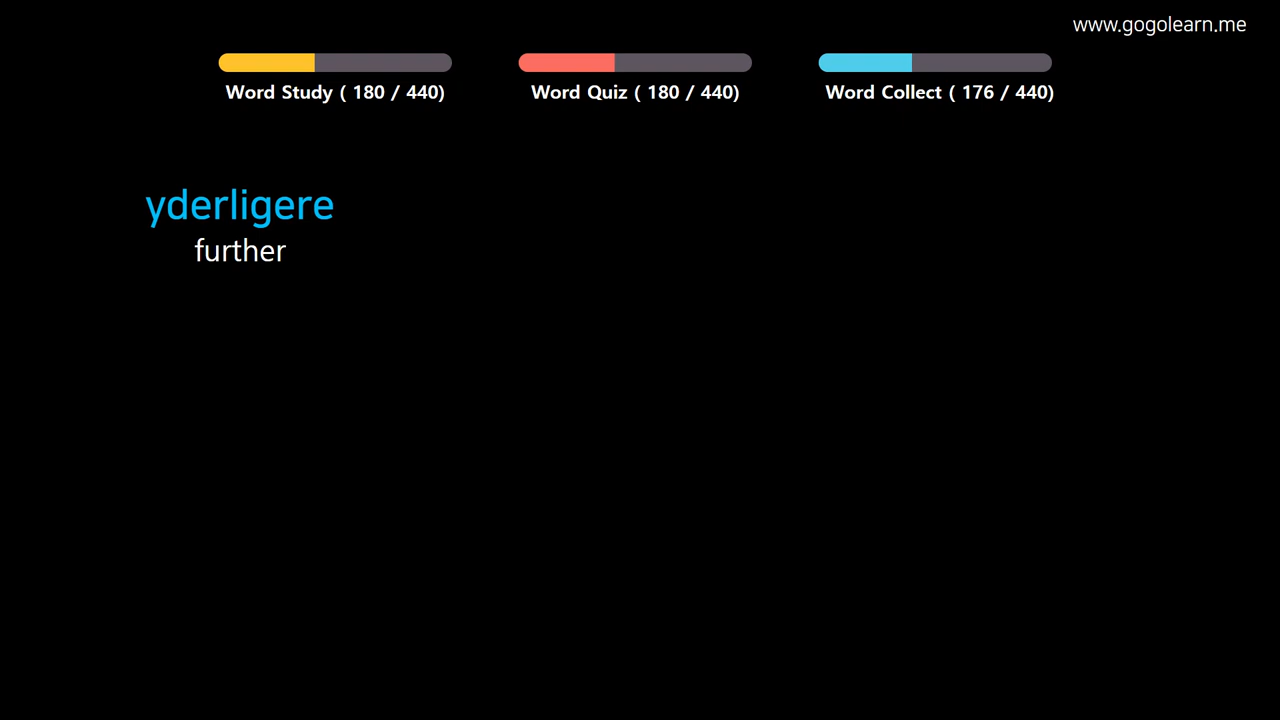 www.gogolearn.me
Word Study ( 180 / 440)
Word Quiz ( 180 / 440)
Word Collect ( 176 / 440)
yderligere
further